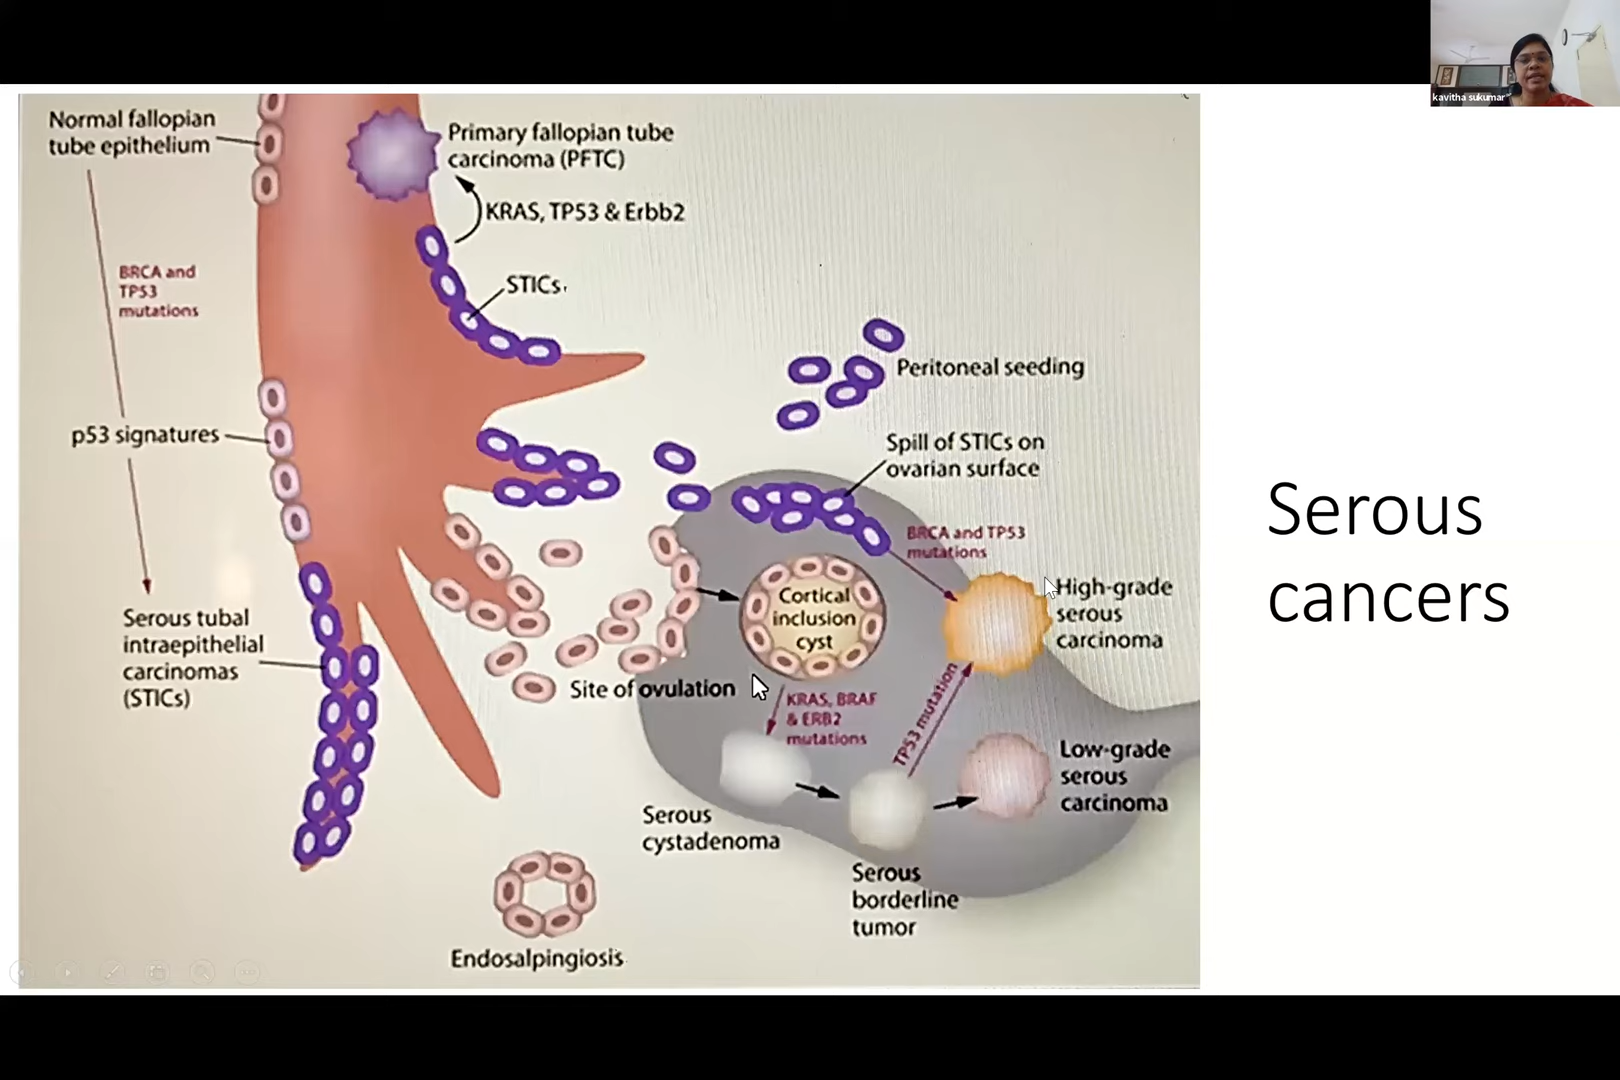 kavitha sukumar
Normal fallopian
tube epithelium
Primary fallopian tube
carcinoma (PFTC)
KRAS, TP53 & Erbb2
BRCA and
TP53
mutations
STICs
Peritoneal seeding
p53 signatures
Spill of STICs on
ovarian surface
BRCA and TP53
mutations
Serous
cancers
Cortical
inclusion
cyst
High-grade
serous
carcinoma
Serous tubal
intraepithelial
carcinomas
(STICs)
Site of ovulation
KRAS, BRAF
& ERB2
mutations
TP53 mutation
Low-grade
serous
carcinoma
Serous
cystadenoma
Serous
borderline
tumor
Endosalpingiosis